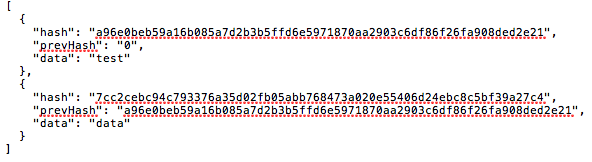 [
  {
    "hash": "a96e0beb59a16b085a7d2b3b5ffd6e5971870aa2903c6df86f26fa908ded2e21",
    "prevHash": "0",
    "data": "test"
  },
  {
    "hash": "7cc2cebc94c793376a35d02fb05abb768473a020e55406d24ebc8c5bf39a27c4",
    "prevHash": "a96e0beb59a16b085a7d2b3b5ffd6e5971870aa2903c6df86f26fa908ded2e21",
    "data": "data"
  }
]